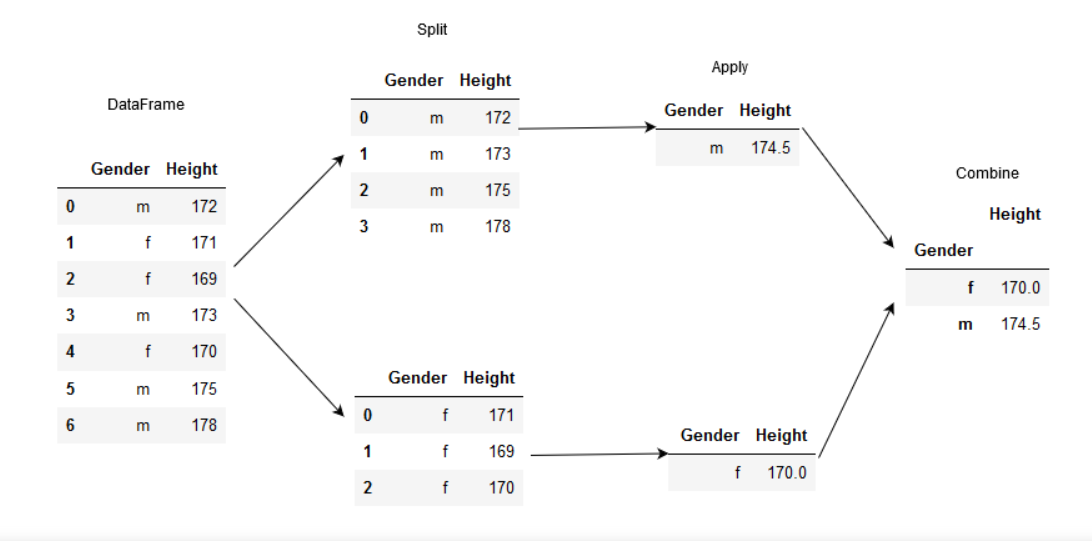 DataFrame
Gender Height
0 m 172
1 f 171
2 f 169
3 m 173
4 f 170
5 m 175
6 m 178
Split
Gender Height
0 m 172
1 m 173
2 m 175
3 m 178
Gender Height
0 f 171
1 f 169
2 f 170
Apply
Gender Height
m 174.5
Gender Height
f 170.0
Combine
Height
Gender
f 170.0
m 174.5